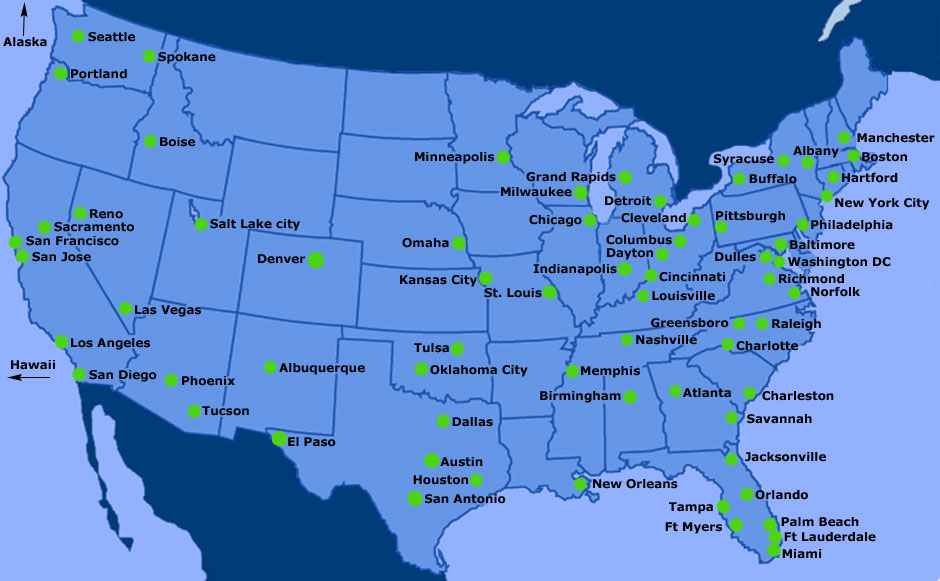 Alaska
Seattle
Spokane
Portland
Boise
Minneapolis
Manchester
Albany
Syracuse
Boston
Grand Rapids
Buffalo
Hartford
Milwaukee
Detroit
New York City
Reno
Salt Lake city
Chicago
Cleveland
Pittsburgh
Philadelphia
Sacramento
San Francisco
San Jose
Omaha
Columbus
Baltimore
Dayton
Dulles
Washington DC
Denver
Indianapolis
Kansas City
Cincinnati
Richmond
St. Louis
Louisville
Norfolk
Las Vegas
Greensboro
Raleigh
Los Angeles
Nashville
Charlotte
Tulsa
Hawaii
San Diego
Phoenix
Albuquerque
Oklahoma City
Memphis
Birmingham
Atlanta
Charleston
Tucson
Dallas
Savannah
El Paso
Austin
Jacksonville
Houston
New Orleans
San Antonio
Orlando
Tampa
Ft Myers
Palm Beach
Ft Lauderdale
Miami